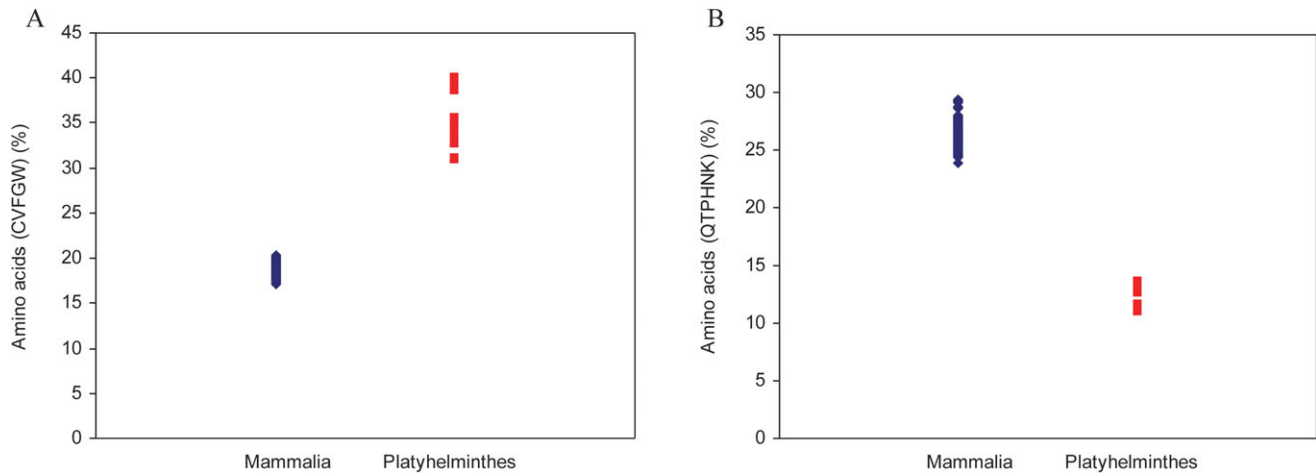 A
Amino acids (CVFGW) (%)
45
40
35
30
25
20
15
10
5
0
Mammalia
Platyhelminthes
B
Amino acids (QTPHNK) (%)
35
30
25
20
15
10
5
0
Mammalia
Platyhelminthes